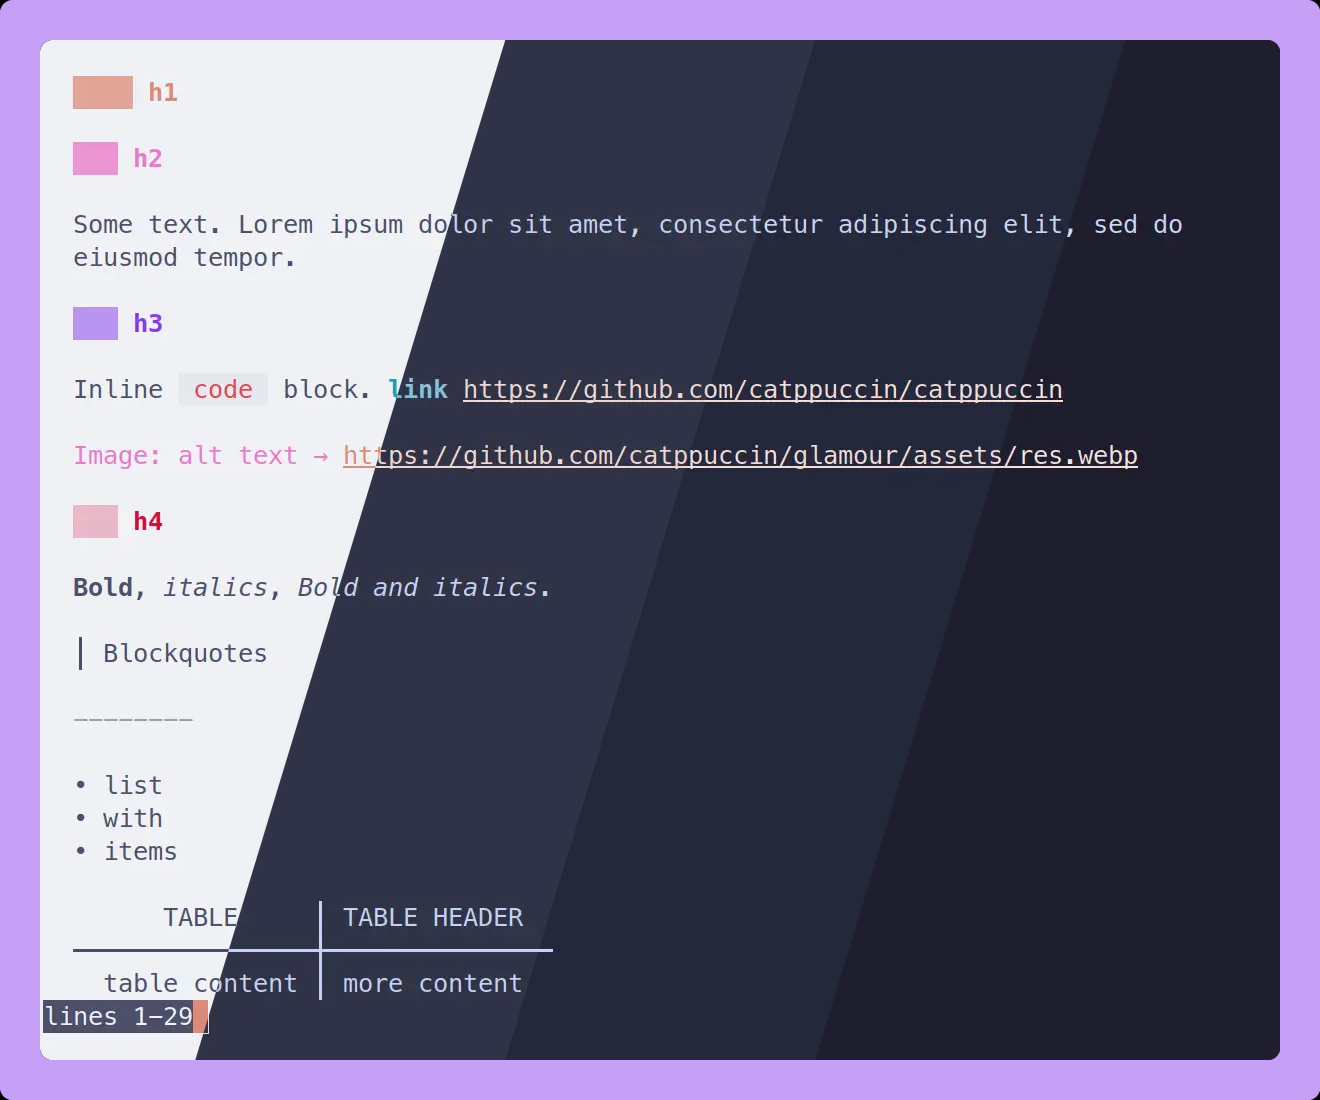 h1
h2
Some text. Lorem ipsum dolor sit amet, consectetur adipiscing elit, sed do
eiusmod tempor.
h3
Inline code block. link https://github.com/catppuccin/catppuccin
Image: alt text → https://github.com/catppuccin/glamour/assets/res.webp
h4
Bold, italics, Bold and italics.
Blockquotes
--------
• list
• with
• items
TABLE TABLE HEADER
table content more content
lines 1-29